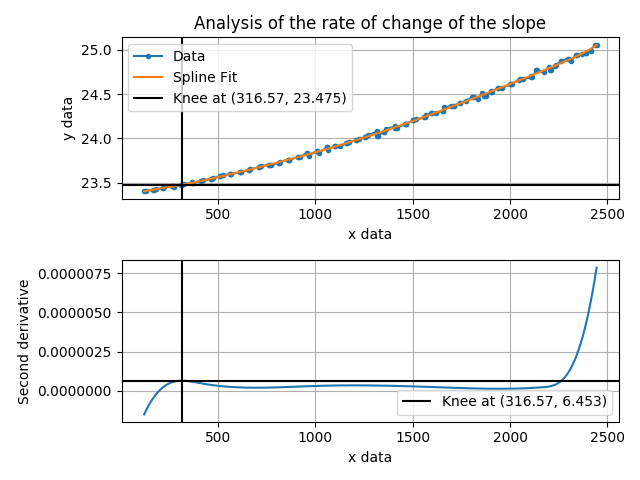 Analysis of the rate of change of the slope
Data
Spline Fit
Knee at (316.57, 23.475)
25.0
24.5
24.0
23.5
y data
500
1000
1500
2000
2500
x data
0.0000075
0.0000050
0.0000025
0.0000000
Second derivative
Knee at (316.57, 6.453)
500
1000
1500
2000
2500
x data